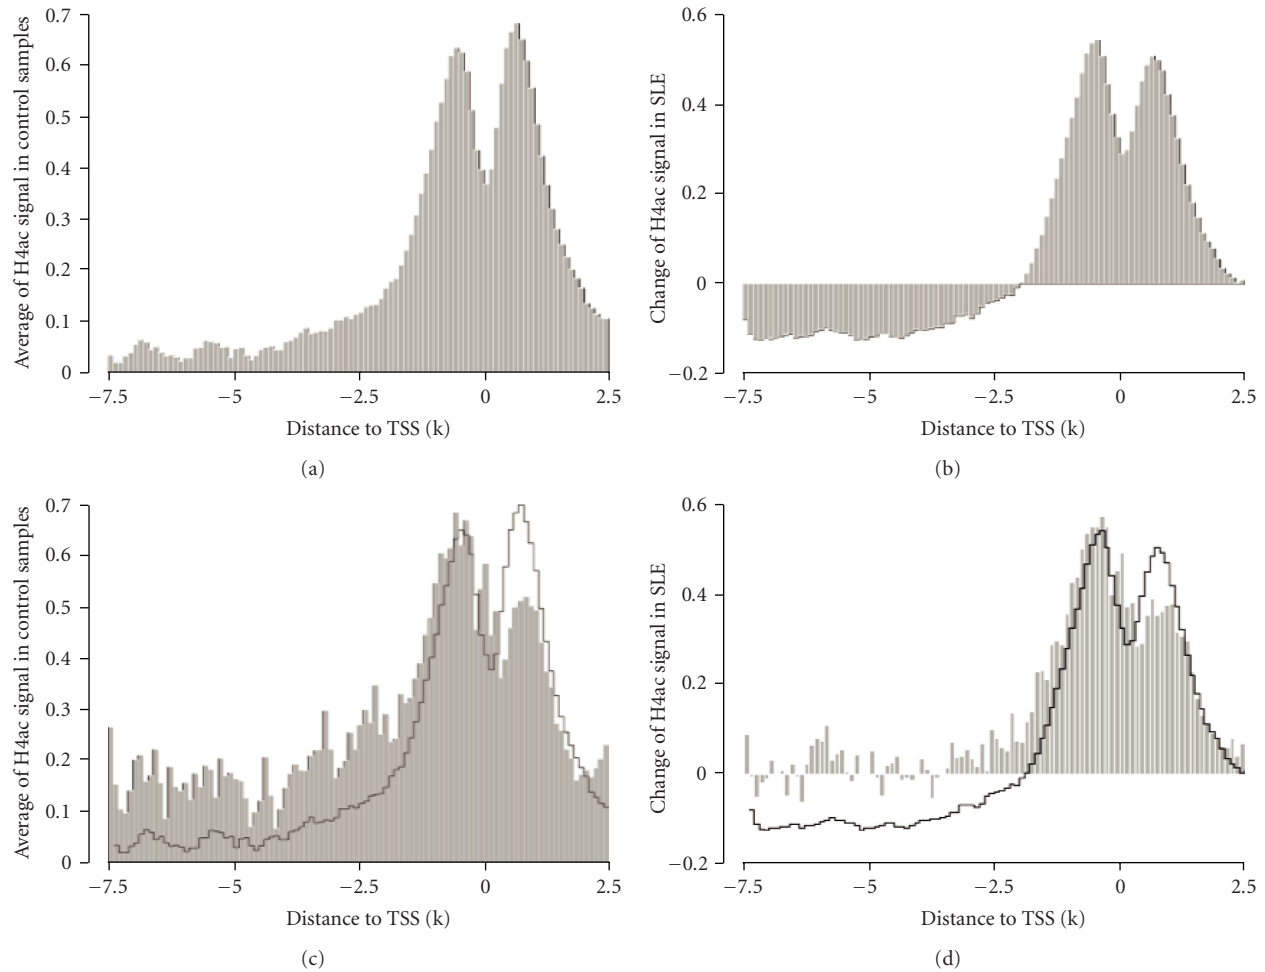 Average of H4ac signal in control samples
0.7
0.6
0.5
0.4
0.3
0.2
0.1
0
−7.5 −5 −2.5 0 2.5
Distance to TSS (k)
(a)
Change of H4ac signal in SLE
0.6
0.4
0.2
0
−0.2
−7.5 −5 −2.5 0 2.5
Distance to TSS (k)
(b)
Average of H4ac signal in control samples
0.7
0.6
0.5
0.4
0.3
0.2
0.1
0
−7.5 −5 −2.5 0 2.5
Distance to TSS (k)
(c)
Change of H4ac signal in SLE
0.6
0.4
0.2
0
−0.2
−7.5 −5 −2.5 0 2.5
Distance to TSS (k)
(d)